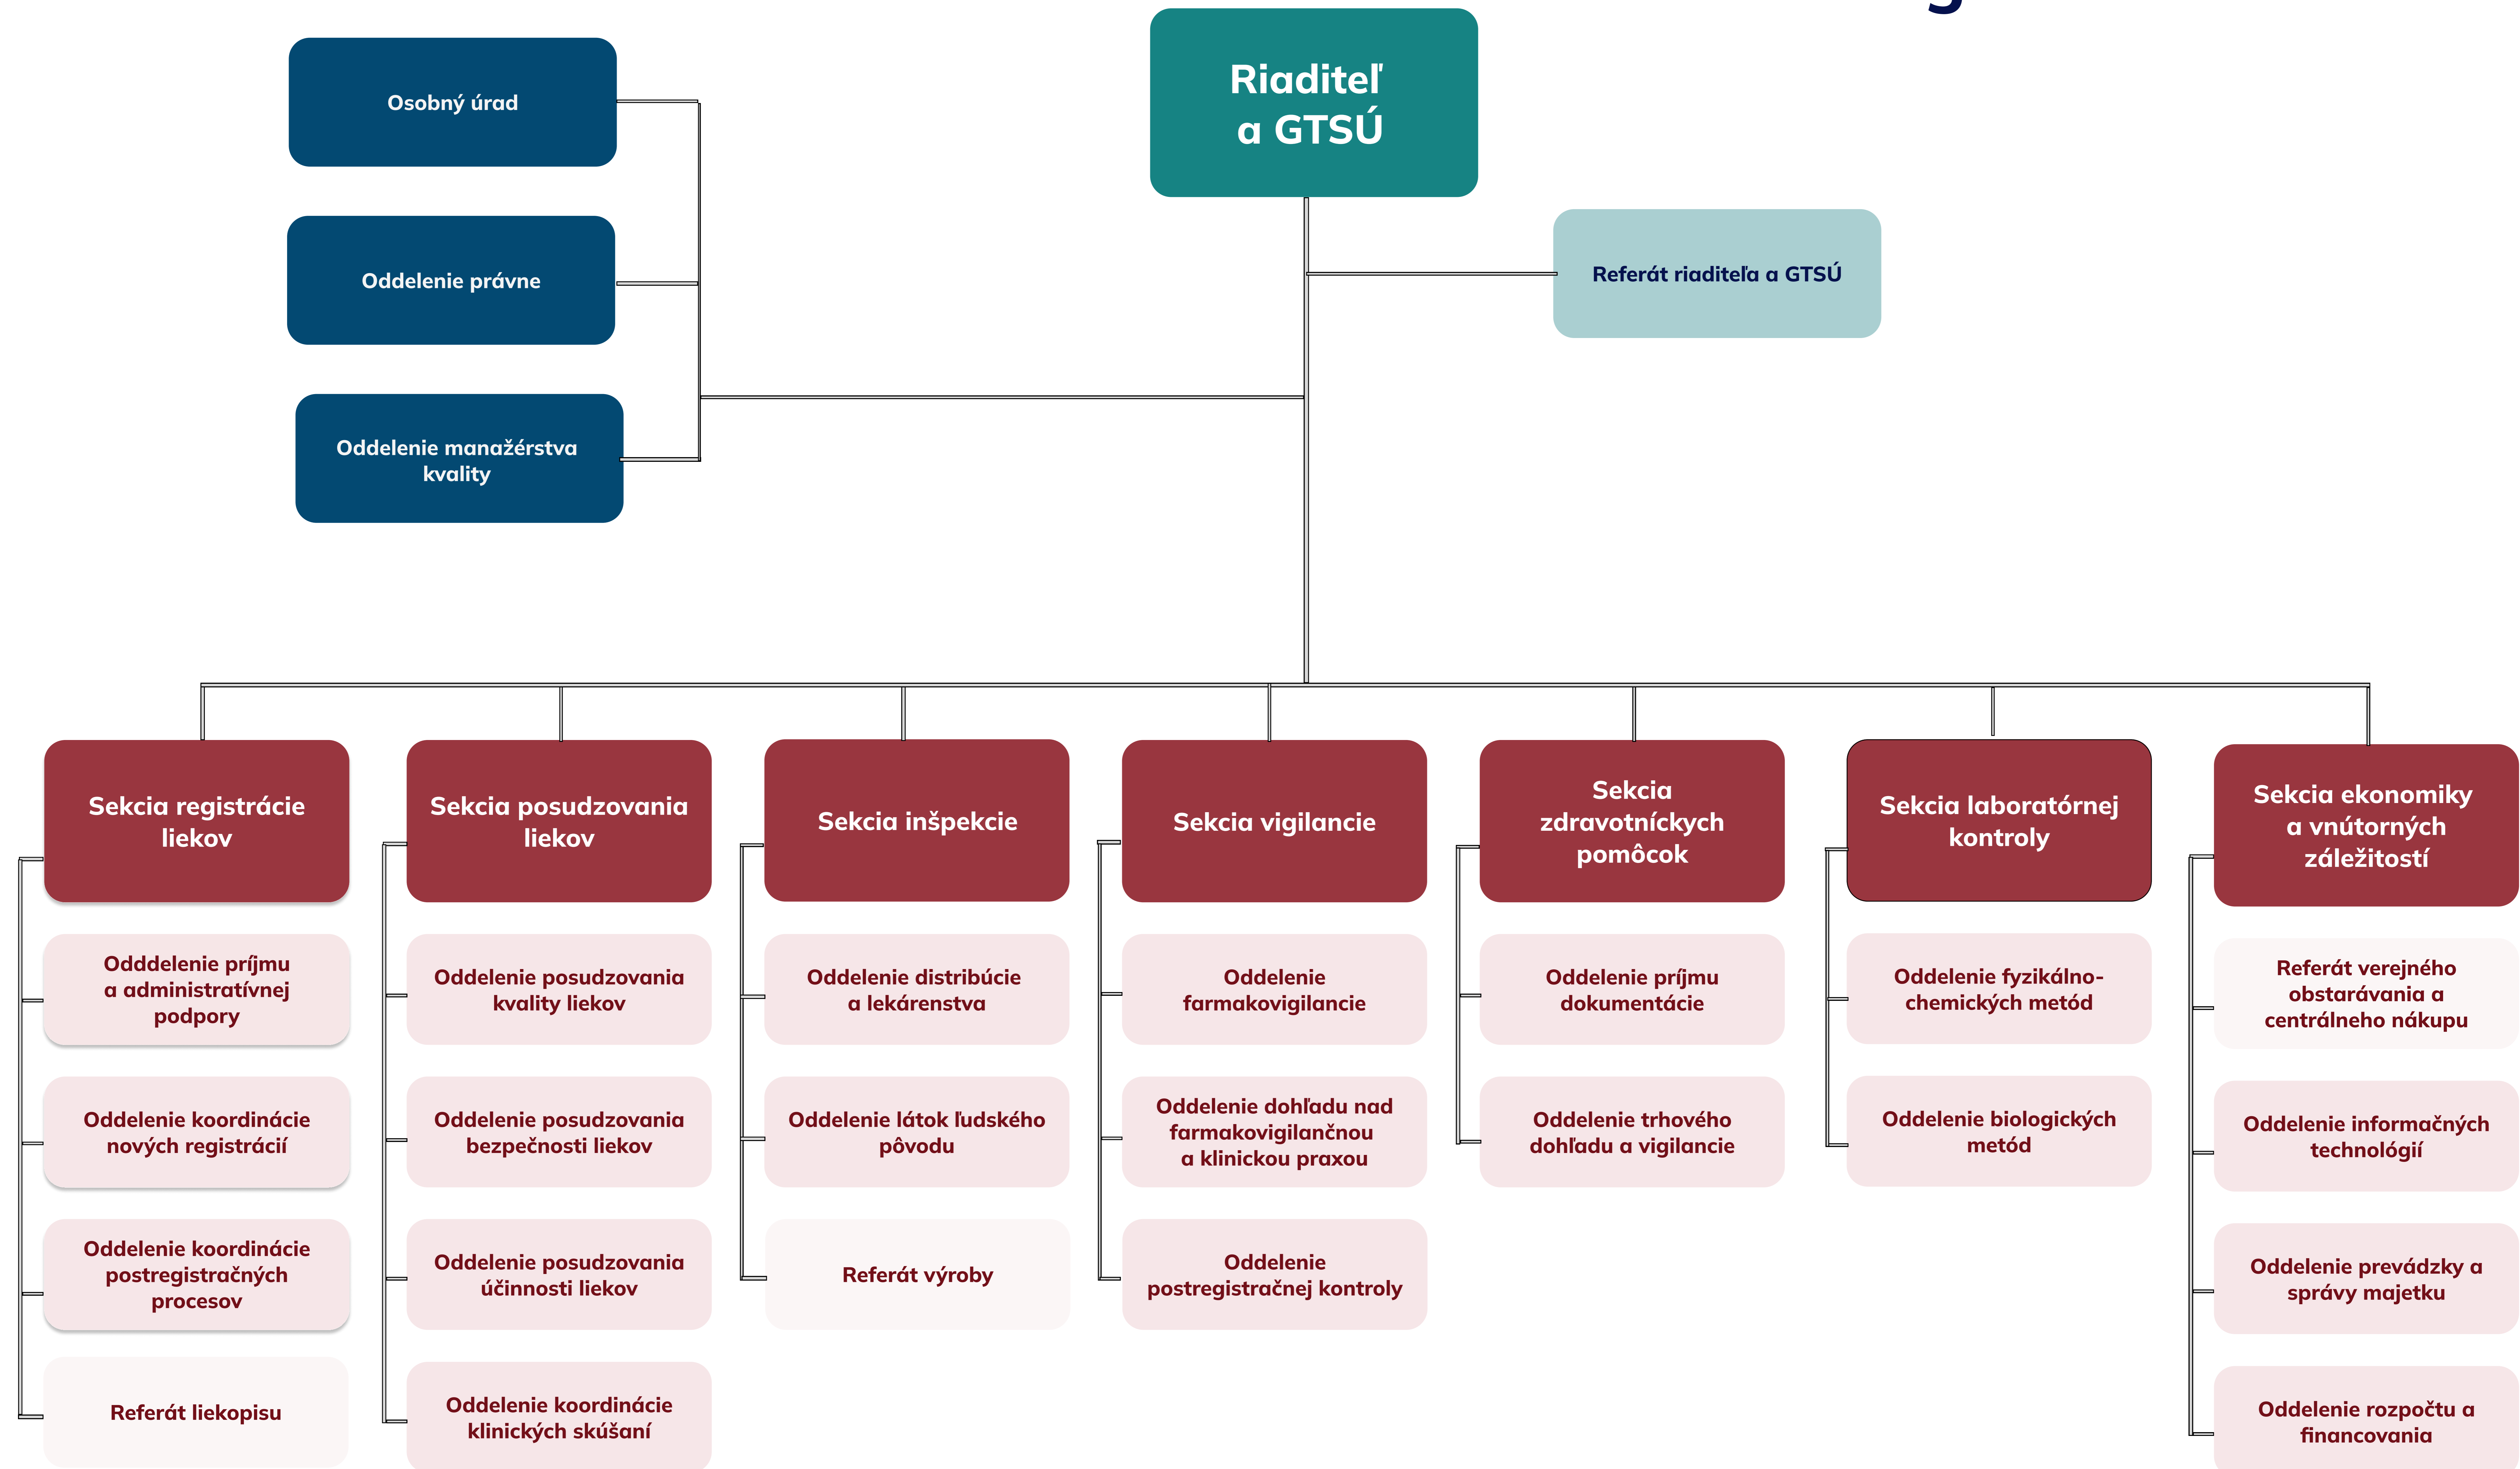 Riaditeľ
a GTSÚ
Osobný úrad
Oddelenie právne
Referát riaditeľa a GTSÚ
Oddelenie manažérstva
kvality
Sekcia registrácie
liekov
Odddelenie príjmu
a administratívnej
podpory
Oddelenie koordinácie
nových registrácií
Oddelenie koordinácie
postregistračných
procesov
Referát liekopisu
Sekcia posudzovania
liekov
Oddelenie posudzovania
kvality liekov
Oddelenie posudzovania
bezpečnosti liekov
Oddelenie posudzovania
účinnosti liekov
Oddelenie koordinácie
klinických skúšaní
Sekcia inšpekcie
Oddelenie distribúcie
a lekárenstva
Oddelenie látok ľudského
pôvodu
Referát výroby
Sekcia vigilancie
Oddelenie
farmakovigilancie
Oddelenie dohľadu nad
farmakovigilančnou
a klinickou praxou
Oddelenie
postregistračnej kontroly
Sekcia
zdravotníckych
pomôcok
Oddelenie príjmu
dokumentácie
Oddelenie trhového
dohľadu a vigilancie
Sekcia laboratórnej
kontroly
Oddelenie fyzikálno-
chemických metód
Oddelenie biologických
metód
Sekcia ekonomiky
a vnútorných
záležitostí
Referát verejného
obstarávania a
centrálneho nákupu
Oddelenie informačných
technológií
Oddelenie prevádzky a
správy majetku
Oddelenie rozpočtu a
financovania